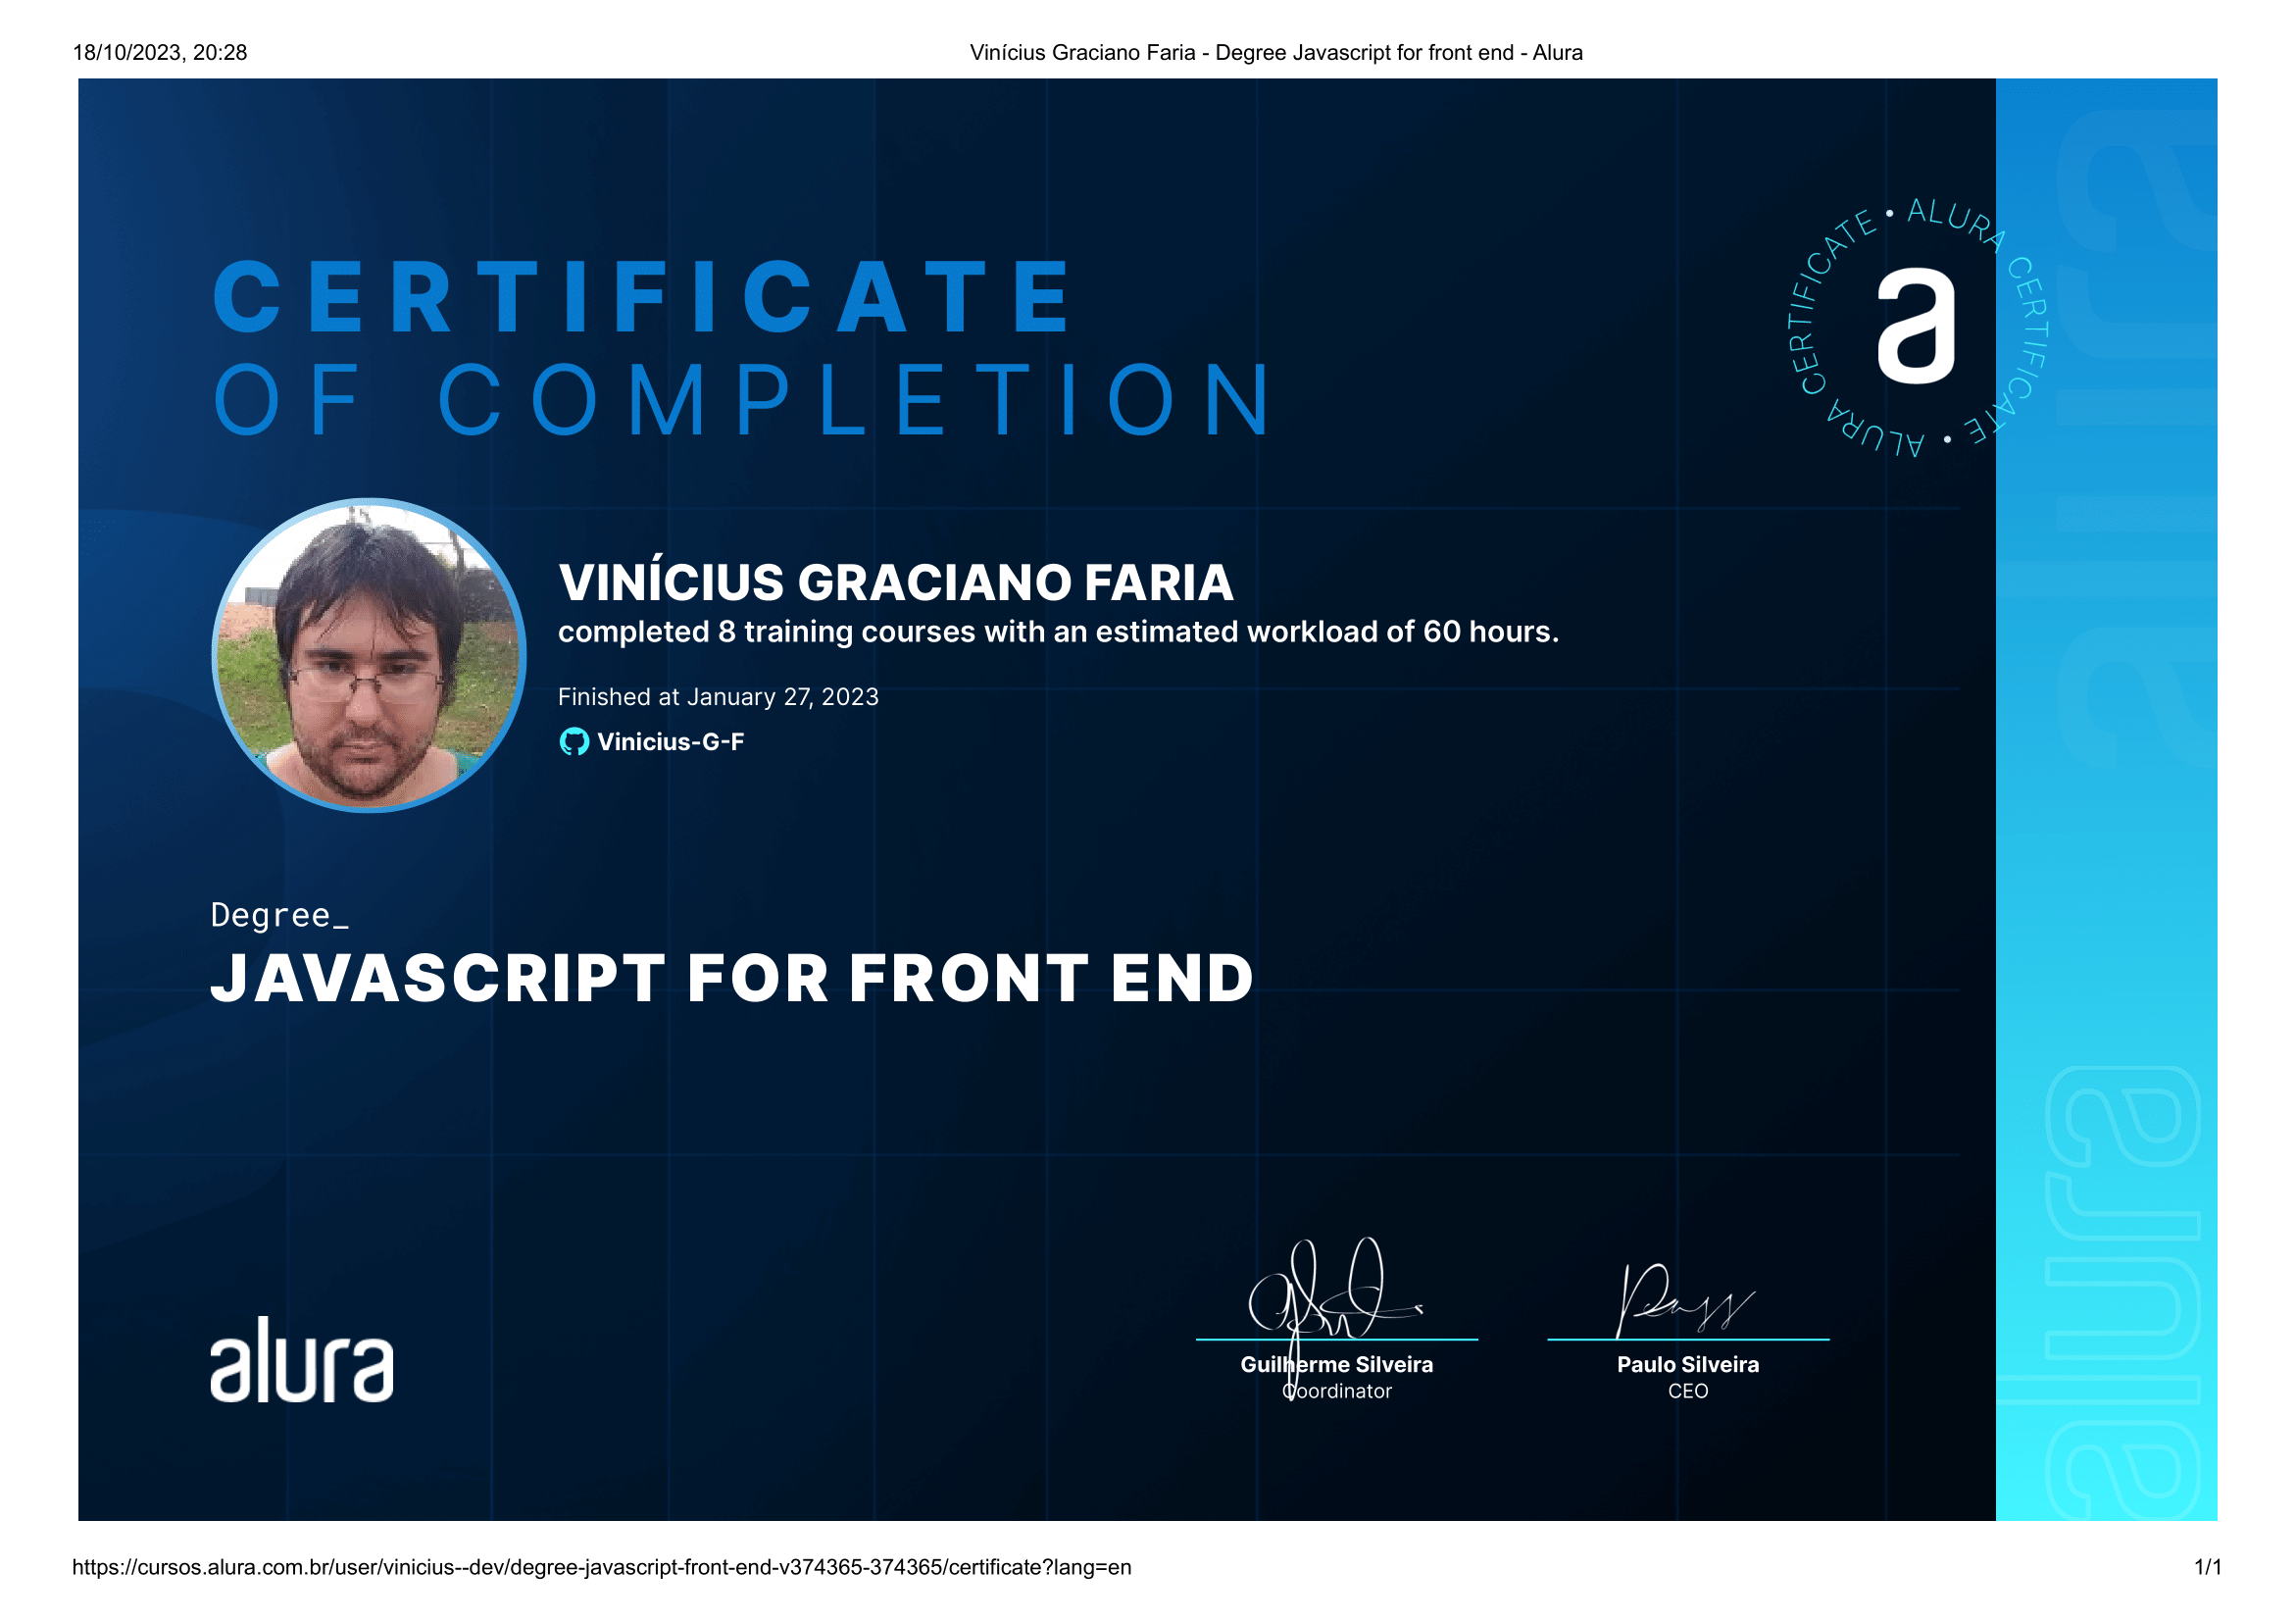 18/10/2023, 20:28
Vinícius Graciano Faria - Degree Javascript for front end - Alura
CERTIFICATE
OF COMPLETION
ALURA CERTIFICATE • ALURA CERTIFICATE •
a
VINÍCIUS GRACIANO FARIA
completed 8 training courses with an estimated workload of 60 hours.
Finished at January 27, 2023
Vinicius-G-F
Degree_
JAVASCRIPT FOR FRONT END
alura
Guilherme Silveira
Coordinator
Paulo Silveira
CEO
alura
alura
https://cursos.alura.com.br/user/vinicius--dev/degree-javascript-front-end-v374365-374365/certificate?lang=en
1/1